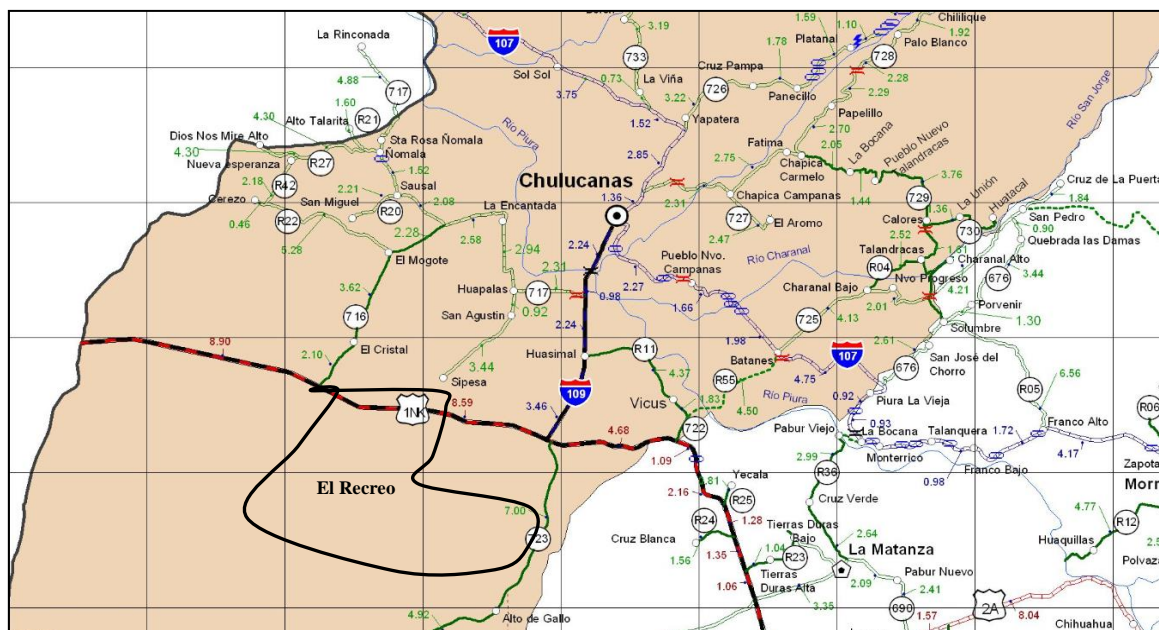 La Rinconada
107
3.19
733
1.59
1.10
Chililique
Platanal
1.92
728
Palo Blanco
Sol Sol
0.73
La Viña
1.78
Cruz Pampa
4.88
717
3.75
3.22
726
Panecillo
2.28
2.29
Río San Jorge
1.60
R21
4.30
Alto Talarita
1.52
Yapatera
Papelillo
Dios Nos Mire Alto
Sta Rosa Ñomala
Río Piura
2.70
4.30
R27
Ñomala
2.85
2.75
Fatima
2.05
La Bocana
Pueblo Nuevo
Talandracas
Nueva esperanza
1.52
Chapica
Carmelo
2.18
R42
2.21
Sausal
Chulucanas
3.76
La Unión
Huatacal
Cruz de La Puerta
Cerezo
San Miguel
R20
2.08
1.36
2.31
Chapica Campanas
1.44
729
1.84
0.46
R22
La Encantada
727
El Aromo
Calores
1.36
San Pedro
5.28
2.28
2.58
2.24
2.47
2.52
730
0.90
Quebrada las Damas
El Mogote
2.94
Pueblo Nvo.
Campanas
Río Charanal
Talandracas
1.61
Charanal Alto
R04
3.62
Huapalas
717
2.31
0.98
2.27
Charanal Bajo
Nvo Progreso
4.21
676
3.44
San Agustin
0.92
1.66
2.01
Porvenir
716
2.24
725
4.13
1.30
8.90
El Cristal
Huasimal
1.98
Solumbre
2.10
3.44
R11
Batanes
107
2.61
San José del
Chorro
Sipesa
109
4.37
R55
4.75
676
R05
6.56
1NK
8.59
Vicus
1.83
4.50
Río Piura
0.92
Piura La Vieja
R06
3.46
722
0.93
La Bocana
Talanquera
1.72
Franco Alto
4.68
Pabur Viejo
1.09
2.99
Monterrico
Franco Bajo
4.17
R36
0.98
El Recreo
Yecala
2.16
R25
Cruz Verde
4.77
7.00
R24
1.28
Tierras Duras
Bajo
2.64
R12
723
Cruz Blanca
1.04
R23
La Matanza
Huaquillas
1.56
1.35
Tierras
Duras Alta
2.09
Pabur Nuevo
1.06
3.35
2.41
690
2A
8.04
Alto de Gallo
1.57
4.92
Chihuahua